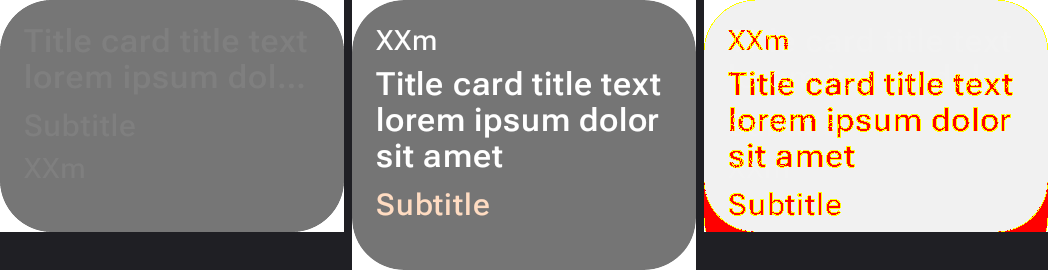 Title card title text
lorem ipsum dol...
Subtitle
XXm
XXm
Title card title text
lorem ipsum dolor
sit amet
Subtitle
XXm
Title card title text
lorem ipsum dolor
sit amet
Subtitle